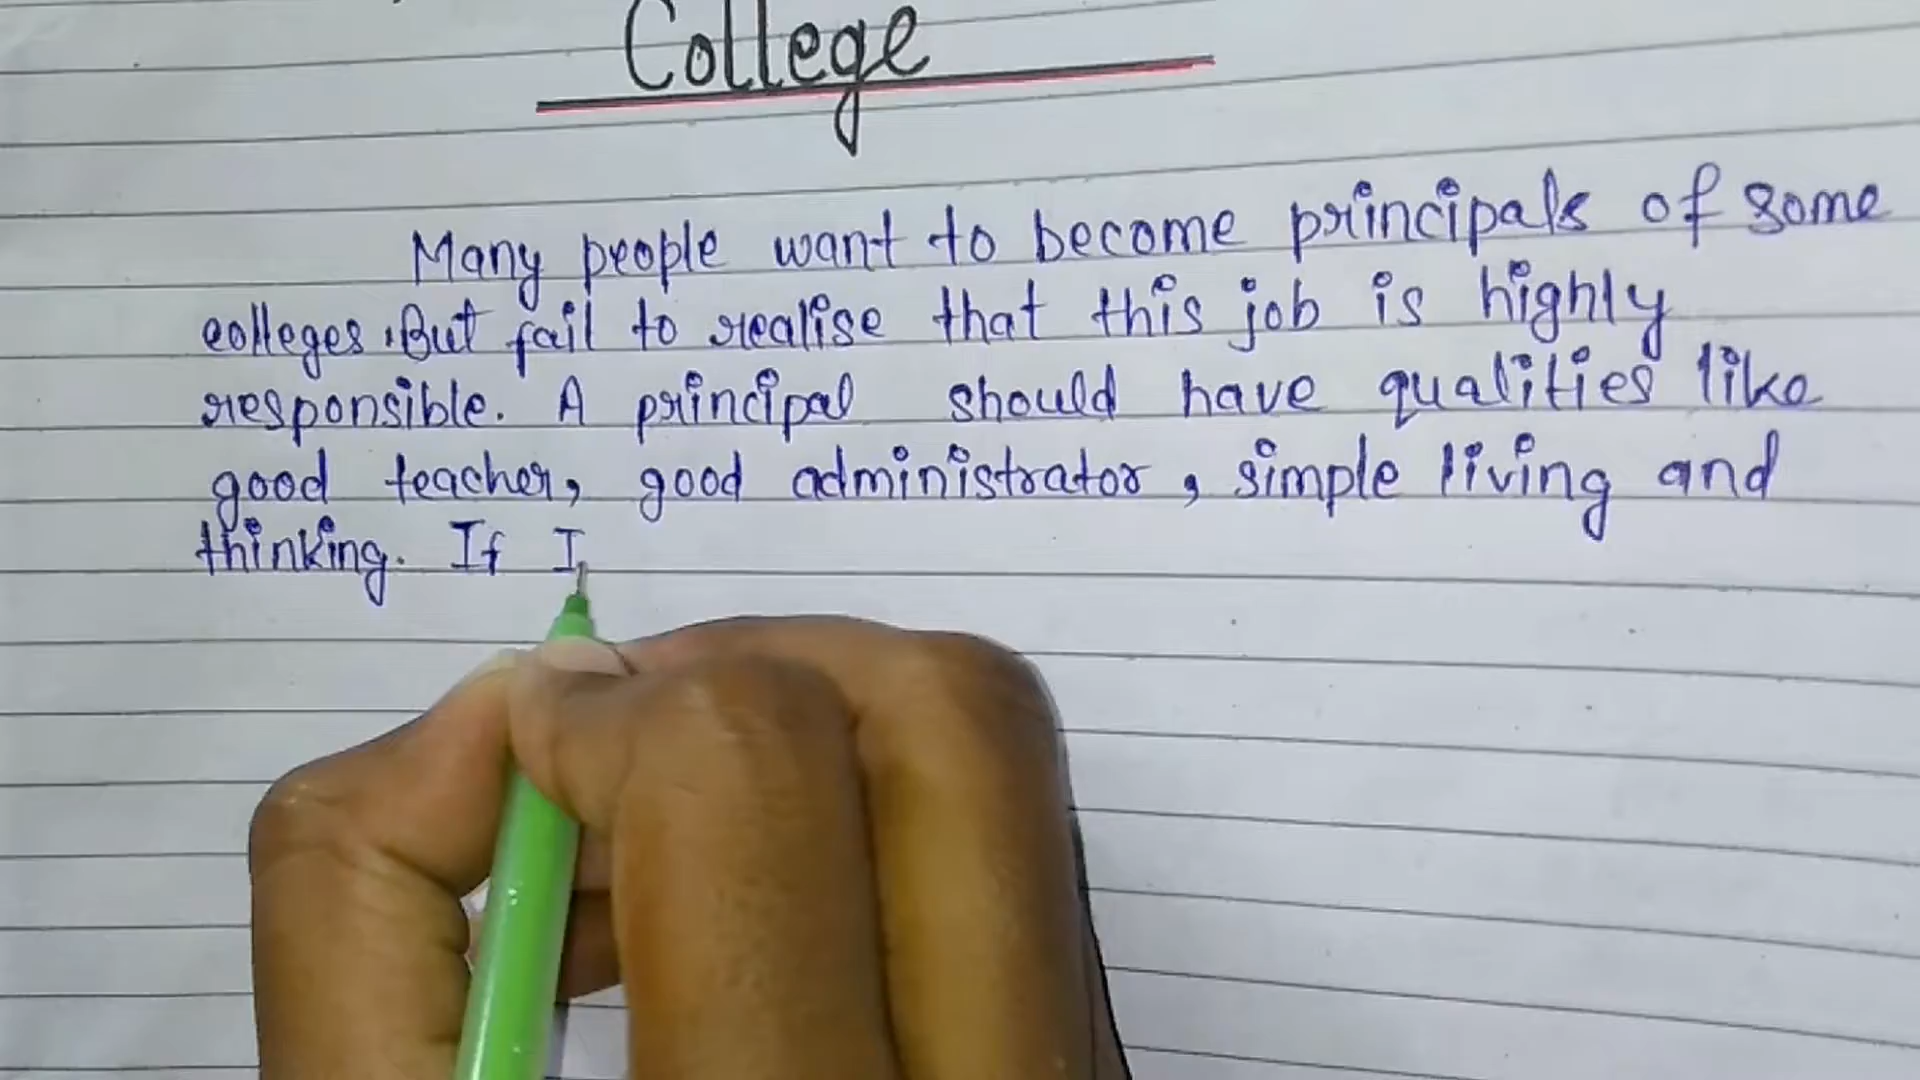 College
Many people want to become principals of some
colleges. But fail to realise that this job is highly
responsible. A principal should have qualities like
good teacher, good administrator, simple living and
thinking. If I